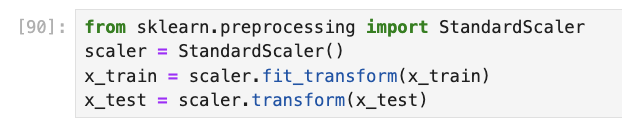 [90]: from sklearn.preprocessing import StandardScaler
scaler = StandardScaler()
x_train = scaler.fit_transform(x_train)
x_test = scaler.transform(x_test)